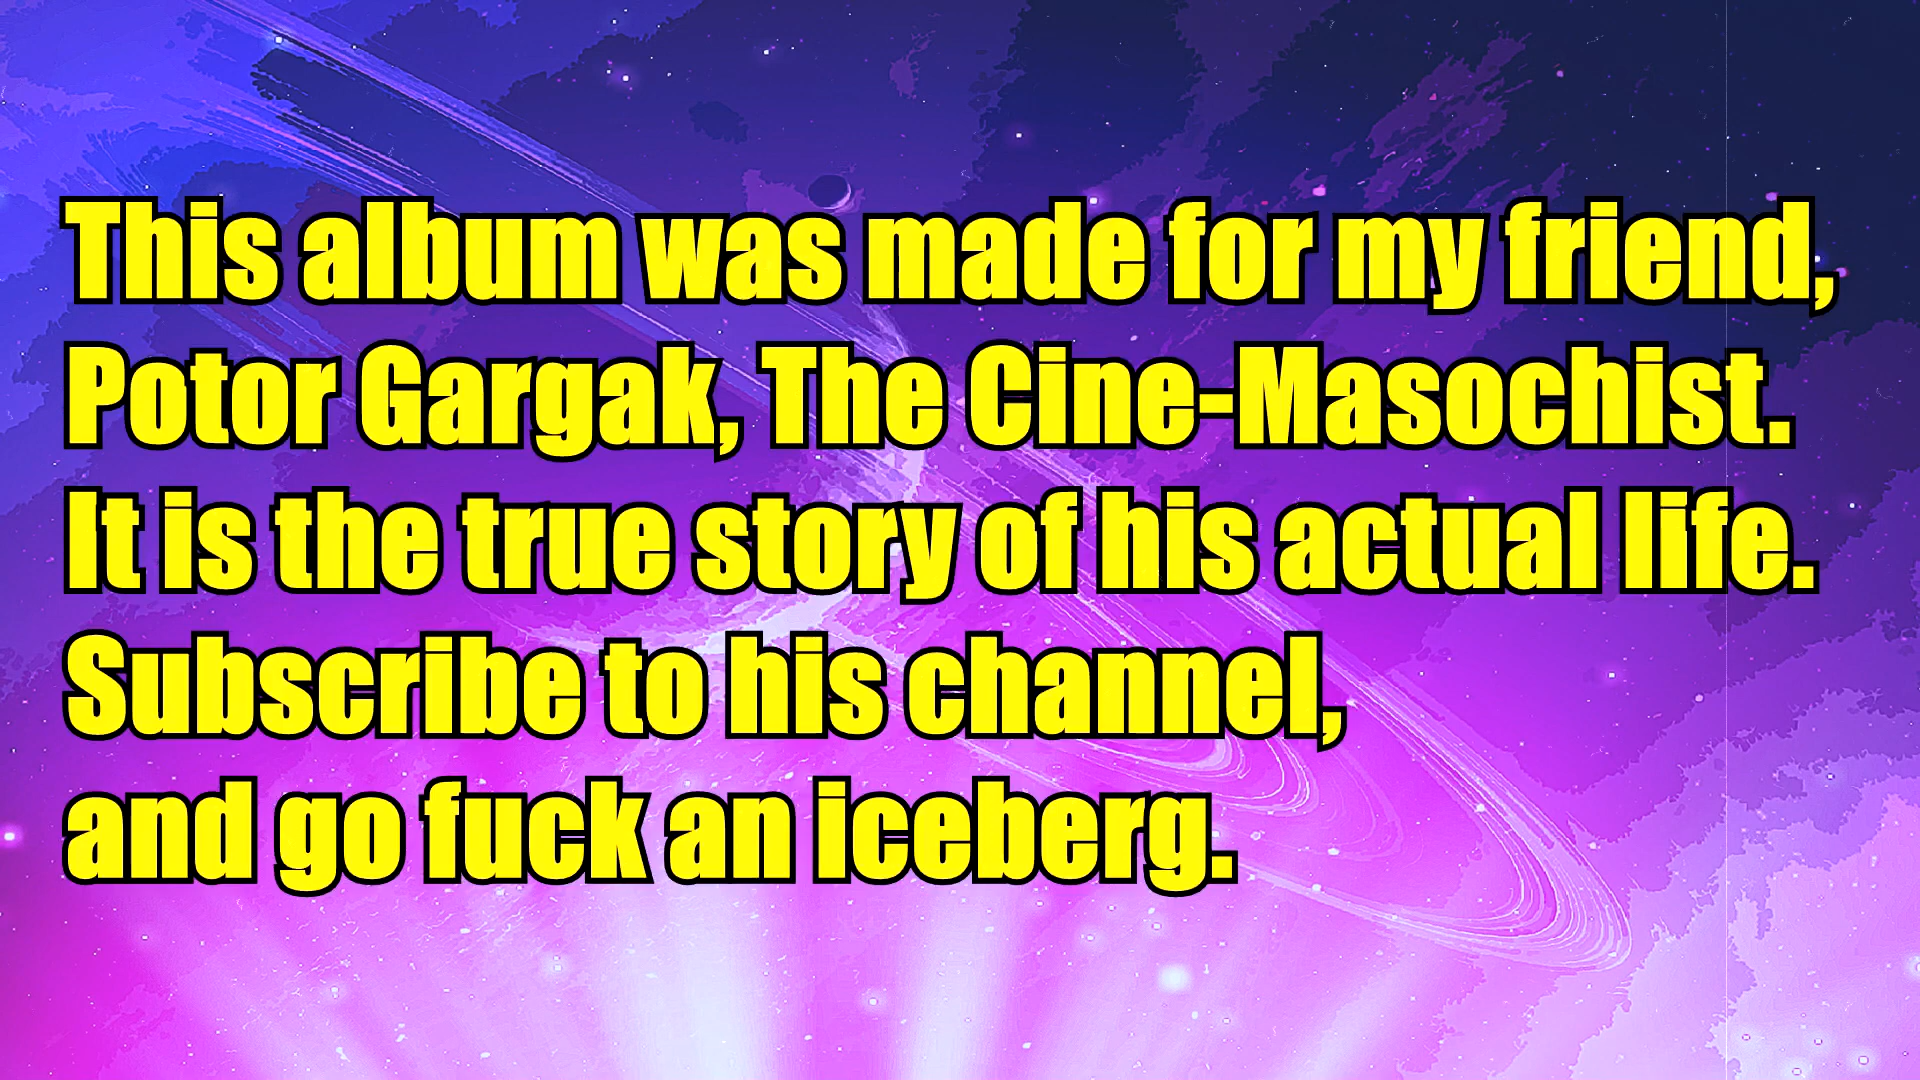 This album was made for my friend,
Potor Gargak, The Cine-Masochist.
It is the true story of his actual life.
Subscribe to his channel,
and go fuck an iceberg.